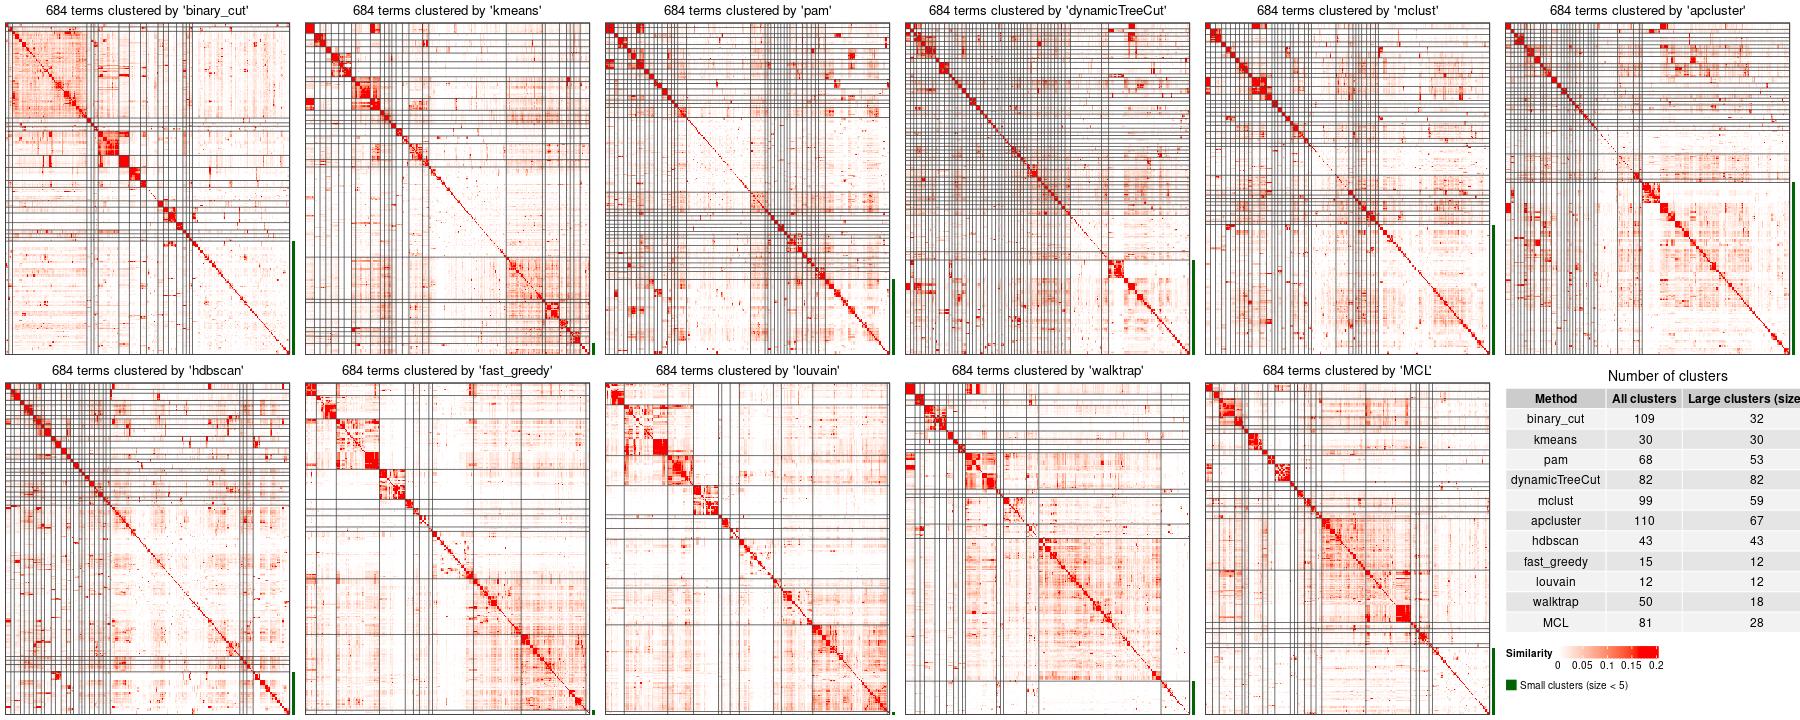 684 terms clustered by 'binary_cut'
684 terms clustered by 'kmeans'
684 terms clustered by 'pam'
684 terms clustered by 'dynamicTreeCut'
684 terms clustered by 'mclust'
684 terms clustered by 'apcluster'
684 terms clustered by 'hdbscan'
684 terms clustered by 'fast_greedy'
684 terms clustered by 'louvain'
684 terms clustered by 'walktrap'
684 terms clustered by 'MCL'
Number of clusters
Method All clusters Large clusters (size
binary_cut 109 32
kmeans 30 30
pam 68 53
dynamicTreeCut 82 82
mclust 99 59
apcluster 110 67
hdbscan 43 43
fast_greedy 15 12
louvain 12 12
walktrap 50 18
MCL 81 28
Similarity
0 0.05 0.1 0.15 0.2
Small clusters (size < 5)